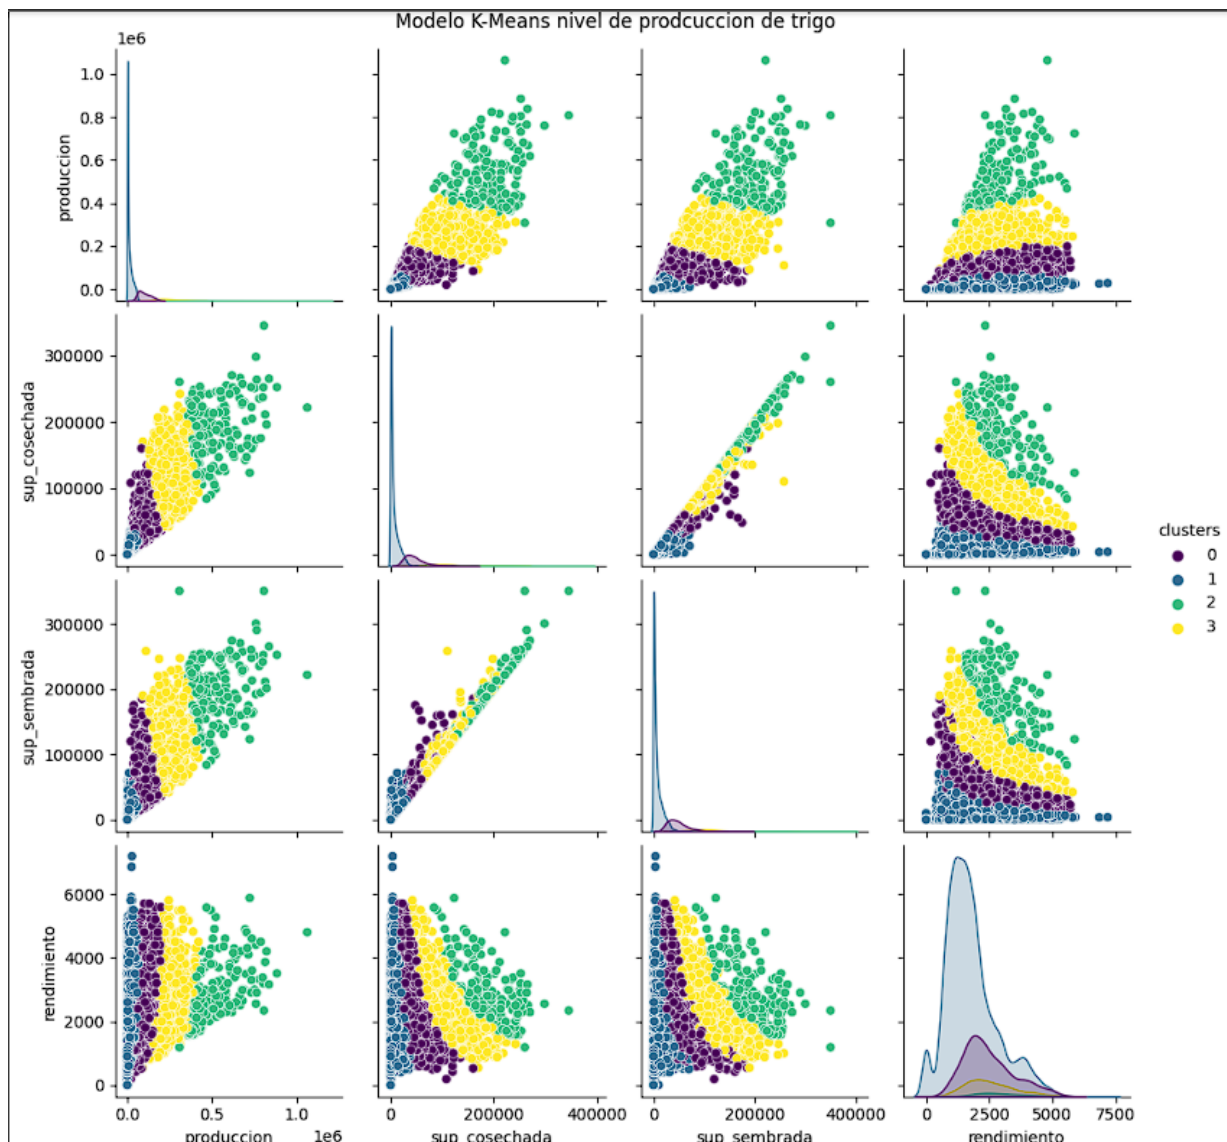 Modelo K-Means nivel de prodcuccion de trigo
1e6
1.0
0.8
0.6
0.4
0.2
0.0
produccion
300000
200000
100000
0
sup_cosechada
clusters
0
1
2
3
300000
200000
100000
0
sup_sembrada
6000
4000
2000
0
rendimiento
0.0 0.5 1.0 0 200000 400000 0 200000 400000 0 2500 5000 7500
produccion 1e6 sup_cosechada sup_sembrada rendimiento